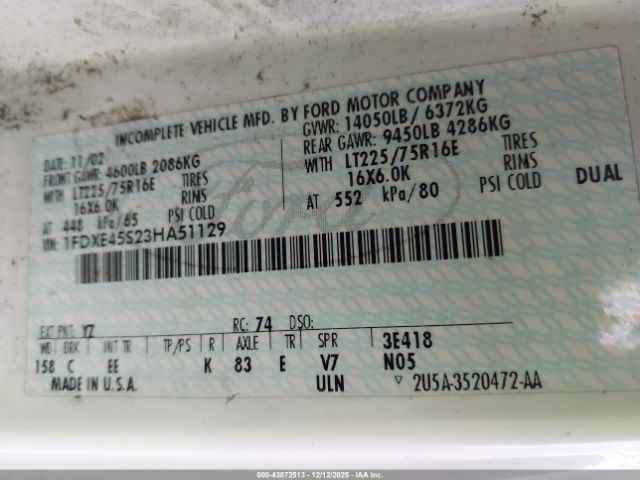 INCOMPLETE VEHICLE MFD. BY FORD MOTOR COMPANY
DATE: 11/02 GVWR: 14050LB/ 6372KG
FRONT GAWR: 4600LB 2086KG REAR GAWR: 9450LB 4286KG
WITH LT225/75R16E TIRES WITH LT225/75R16E TIRES
16X6.0K RIMS 16X6.0K RIMS
AT 448 kPa/65 PSI COLD AT 552 kPa/80 PSI COLD DUAL
VIN: 1FDXE45S23HA51129
Ford
EXT PNT: YZ RC: 74 DSO:
WB BRK INT TR TP/PS R AXLE TR SPR 3E418
158 C EE K 83 E V7 N05
MADE IN U.S.A. ULN ▽ 2U5A-3520472-AA
000-43872513 - 12/12/2025 - IAA Inc.